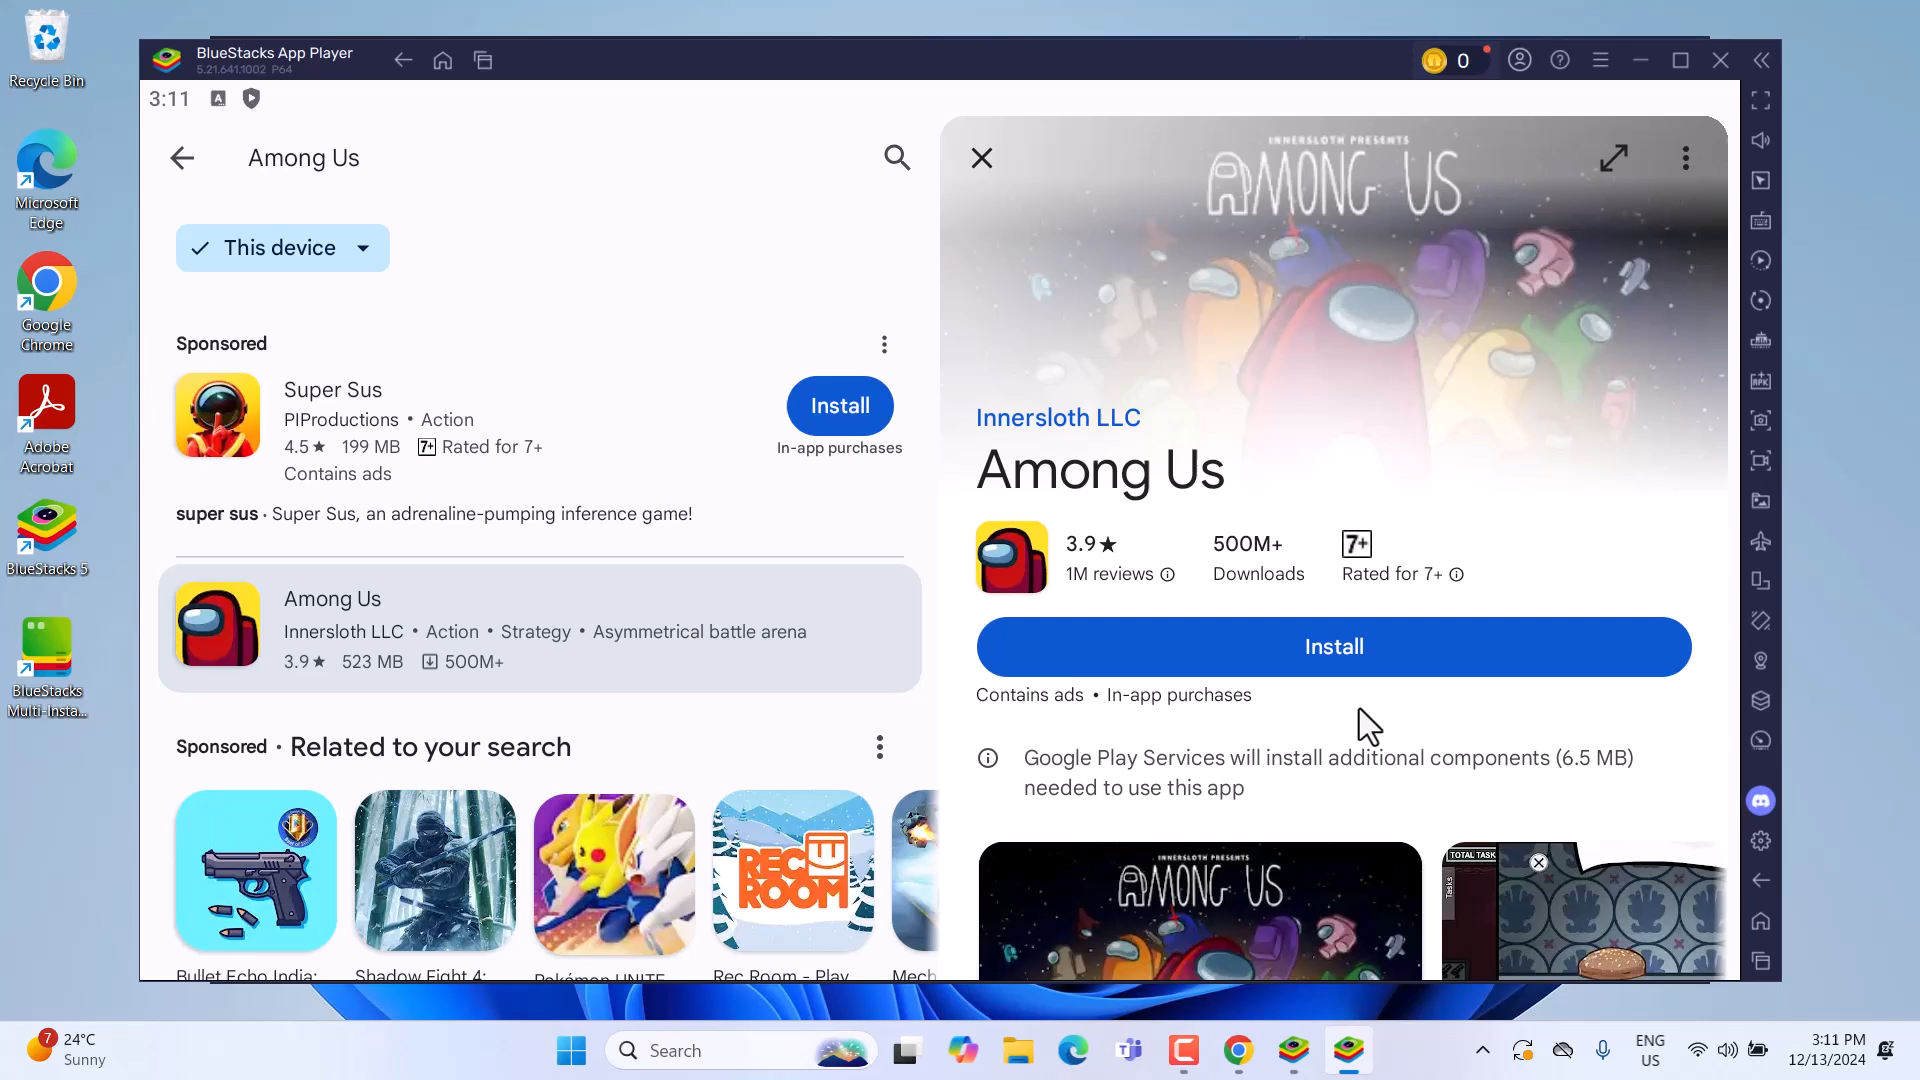 Recycle Bin
Microsoft
Edge
Google
Chrome
Adobe
Acrobat
BlueStacks 5
BlueStacks
Multi-Insta...
BlueStacks App Player
5.21.641.1002 P64
0
3:11
Among Us
This device
Sponsored
Super Sus
PIProductions • Action
4.5★ 199 MB 7+ Rated for 7+
Contains ads
Install
In-app purchases
super sus · Super Sus, an adrenaline-pumping inference game!
Among Us
Innersloth LLC • Action • Strategy • Asymmetrical battle arena
3.9★ 523 MB 500M+
Sponsored · Related to your search
REC
ROOM
Bullet Echo India:
Shadow Fight 4:
Pokémon UNITE
Rec Room - Play
Mech
INNERSLOTH PRESENTS
AMONG US
Innersloth LLC
Among Us
3.9★
1M reviews
500M+
Downloads
7+
Rated for 7+
Install
Contains ads • In-app purchases
Google Play Services will install additional components (6.5 MB)
needed to use this app
INNERSLOTH PRESENTS
AMONG US
TOTAL TASK
Tasks
7
24°C
Sunny
Search
ENG
US
3:11 PM
12/13/2024